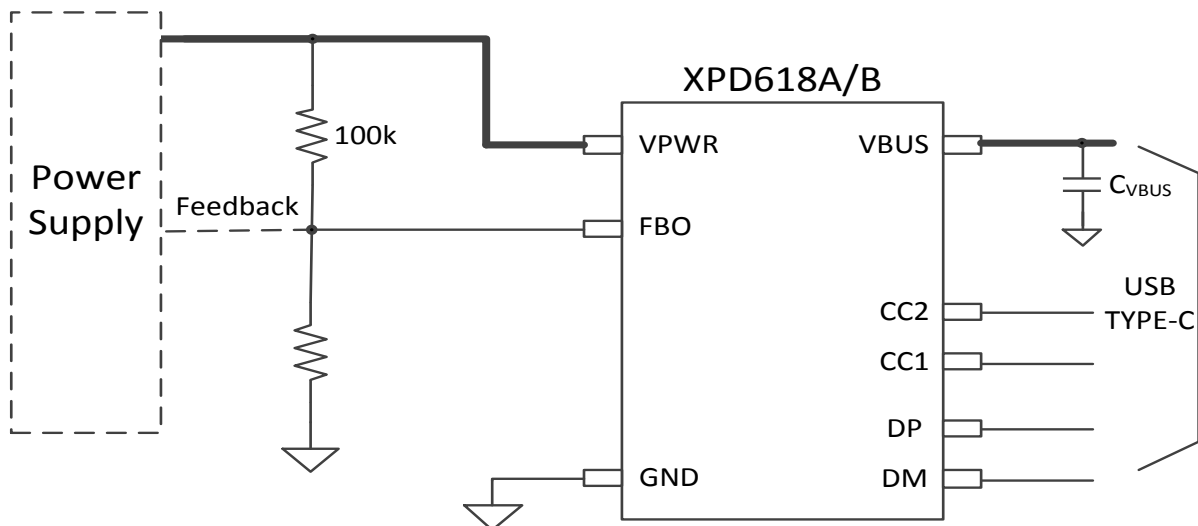 XPD618A/B
Power
Supply
100k
Feedback
VPWR
FBO
GND
VBUS
CC2
CC1
DP
DM
CVBUS
USB
TYPE-C